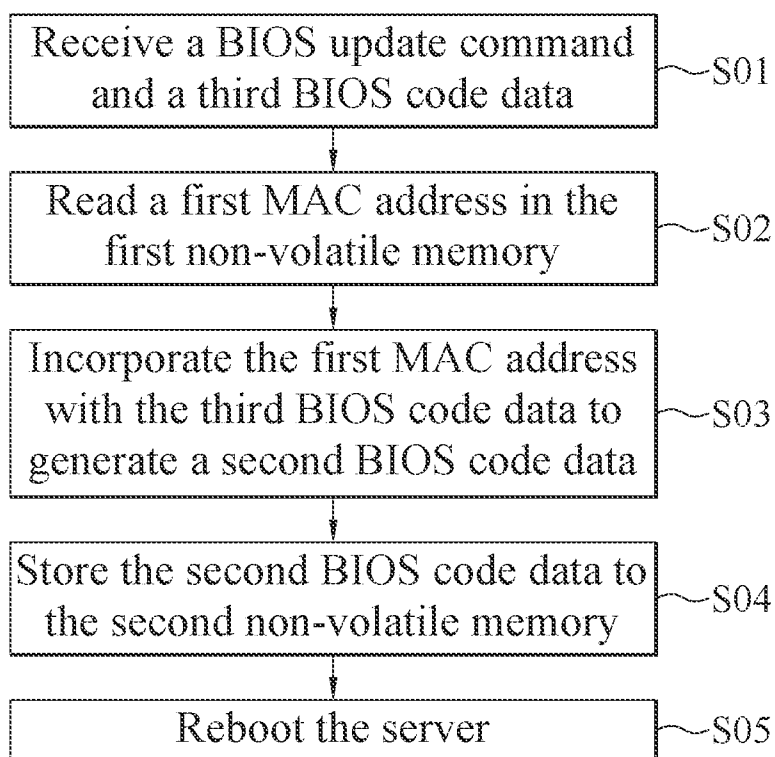 Receive a BIOS update command
and a third BIOS code data
S01
Read a first MAC address in the
first non-volatile memory
S02
Incorporate the first MAC address
with the third BIOS code data to
generate a second BIOS code data
S03
Store the second BIOS code data to
the second non-volatile memory
S04
Reboot the server
S05